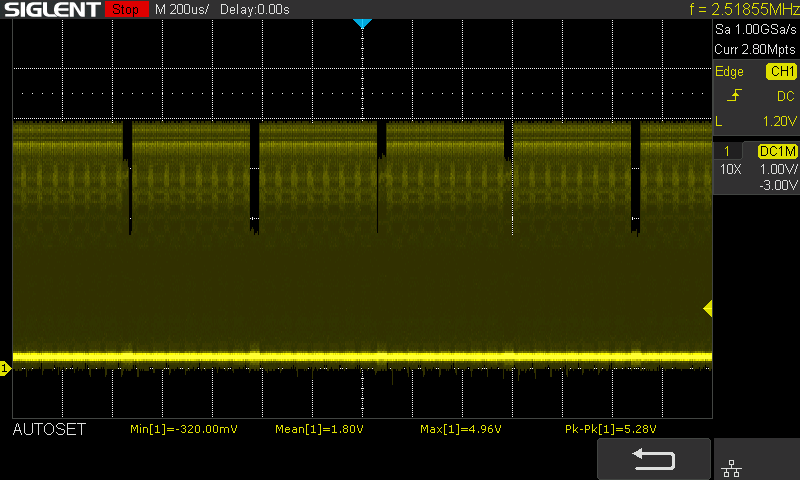 SIGLENT Stop M 200us/ Delay:0.00s f = 2.51855MHz
Sa 1.00GSa/s
Curr 2.80Mpts
Edge CH1
DC
L 1.20V
1 DC1M
10X 1.00V/
-3.00V
1
AUTOSET Min[1]=-320.00mV Mean[1]=1.80V Max[1]=4.96V Pk-Pk[1]=5.28V